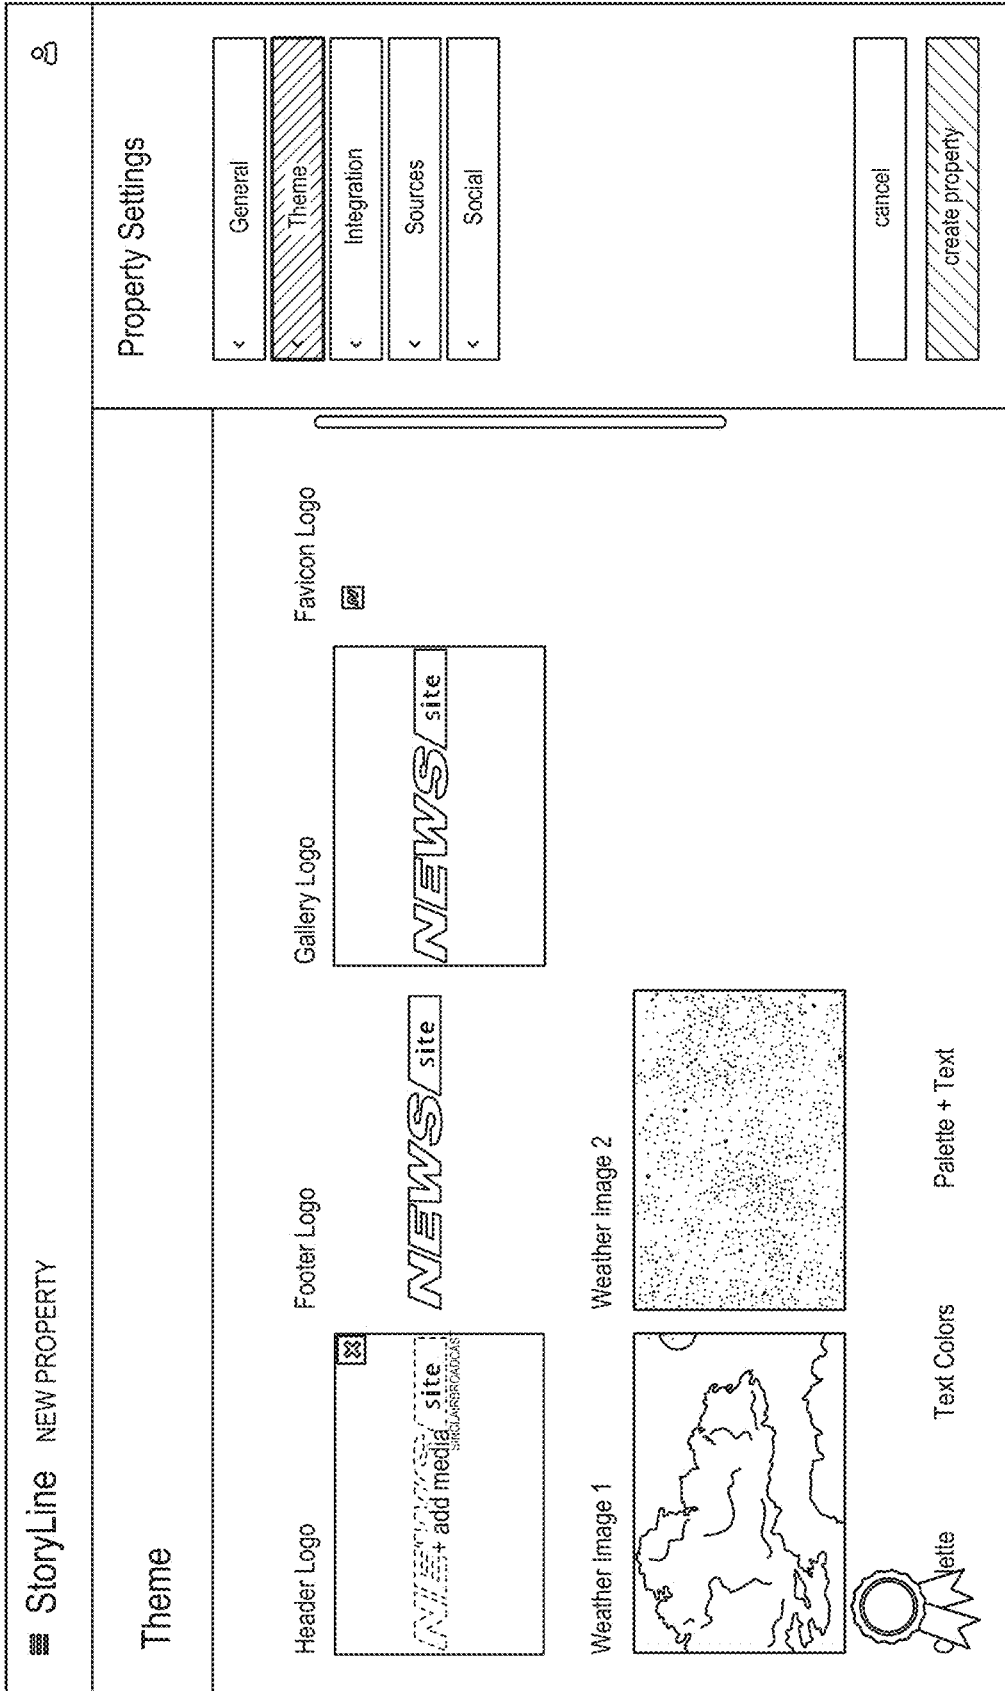 StoryLine NEW PROPERTY
Theme
Property Settings
Header Logo
Footer Logo
Gallery Logo
Favicon Logo
+ add media
site
SINCLAIRBROADCAST
NEWS site
NEWS site
Weather Image 1
Weather Image 2
Text Colors
Palette + Text
General
Theme
Integration
Sources
Social
cancel
create property